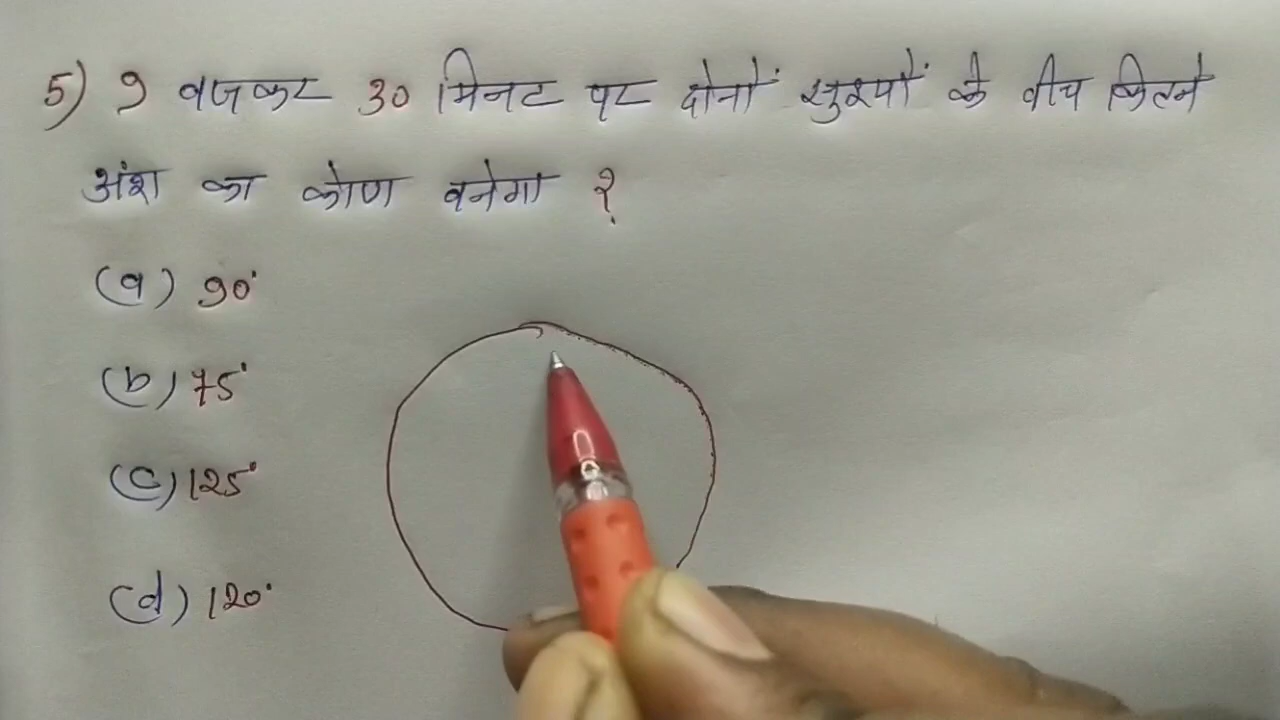 5) 9 बजकर 30 मिनट पर दोनों सुइयों के बीच कितने
अंश का कोण बनेगा ?
(a) 90°
(b) 75°
(c) 125°
(d) 120°